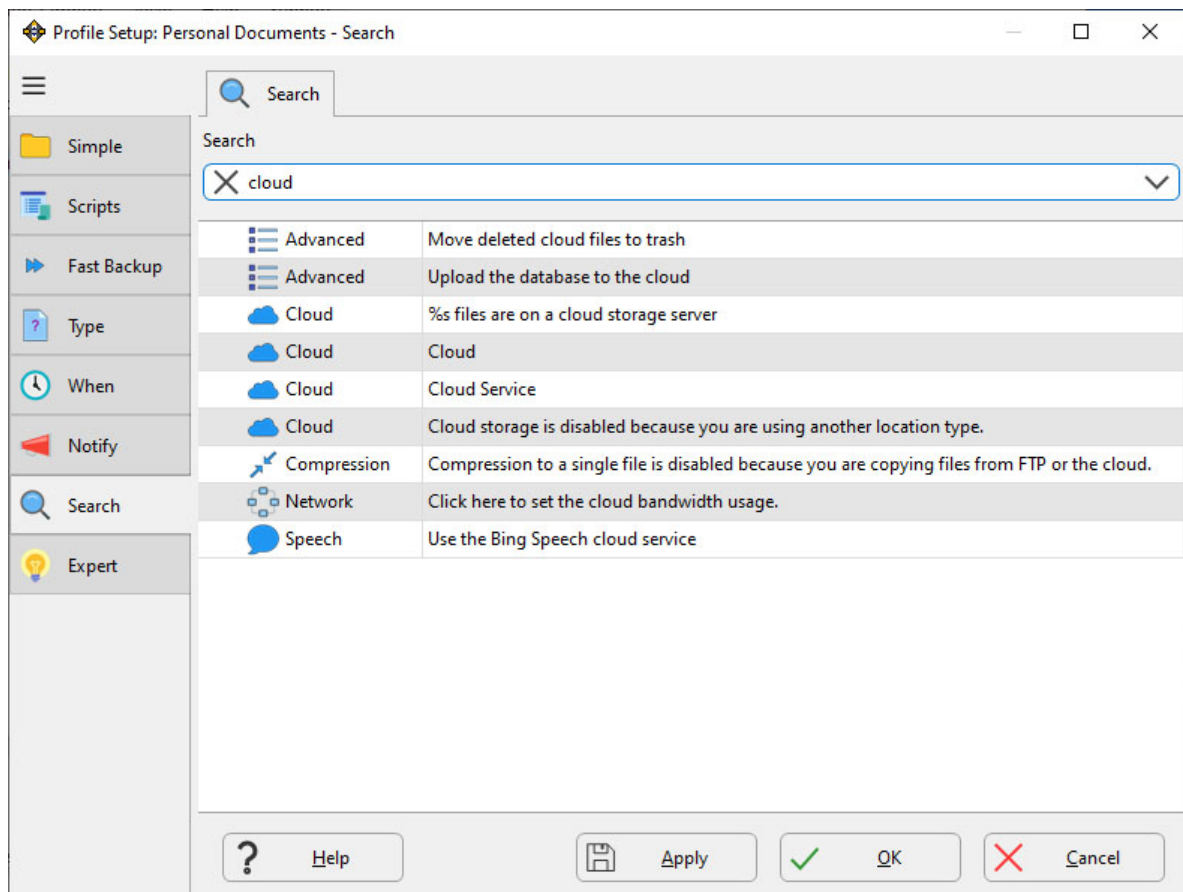 Profile Setup: Personal Documents - Search
Search
Simple
Scripts
Fast Backup
Type
When
Notify
Search
Expert
Search
cloud
Advanced Move deleted cloud files to trash
Advanced Upload the database to the cloud
Cloud %s files are on a cloud storage server
Cloud Cloud
Cloud Cloud Service
Cloud Cloud storage is disabled because you are using another location type.
Compression Compression to a single file is disabled because you are copying files from FTP or the cloud.
Network Click here to set the cloud bandwidth usage.
Speech Use the Bing Speech cloud service
Help Apply OK Cancel